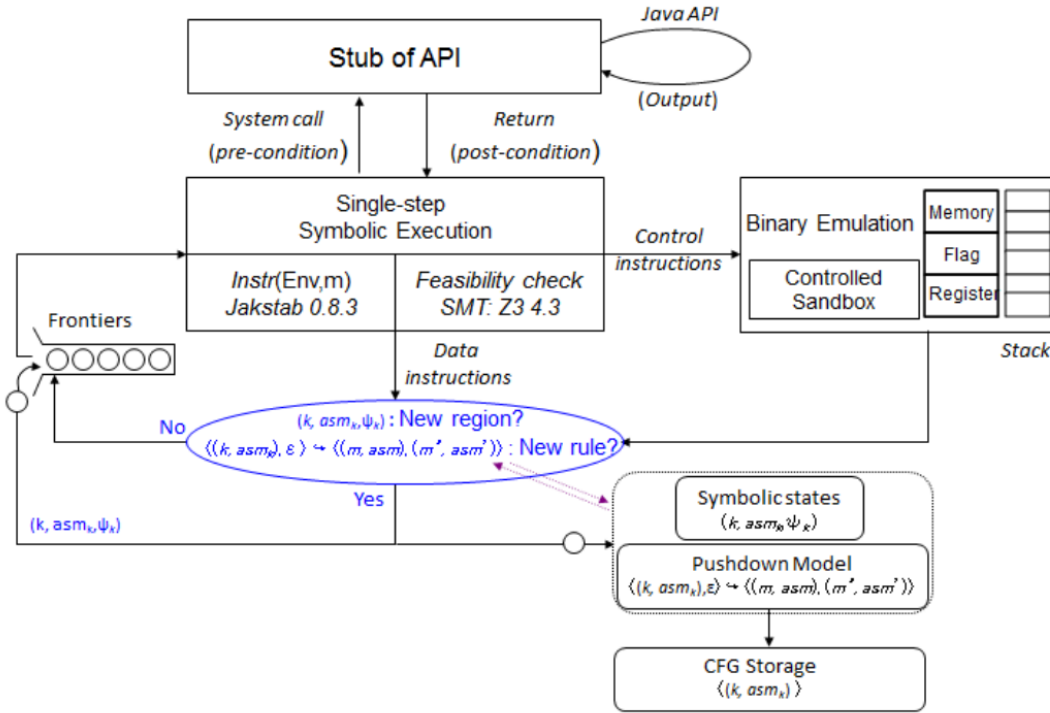 Java API
Stub of API
(Output)
System call
(pre-condition)
Return
(post-condition)
Single-step
Symbolic Execution
Instr(Env,m)
Jakstab 0.8.3
Feasibility check
SMT: Z3 4.3
Control
instructions
Binary Emulation
Controlled
Sandbox
Memory
Flag
Register
Stack
Frontiers
Data
instructions
No
(k, asmₖ,ψₖ) : New region?
⟨(k, asmₖ), ε ⟩ ↪ ⟨(m, asm), (m′, asm′)⟩ : New rule?
Yes
(k, asmₖ,ψₖ)
Symbolic states
(k, asmₖ,ψₖ)
Pushdown Model
⟨(k, asmₖ),ε⟩ ↪ ⟨(m, asm), (m′, asm′)⟩
CFG Storage
⟨(k, asmₖ) ⟩